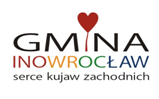 GMINA
INOWROCŁAW
serce kujaw zachodnich